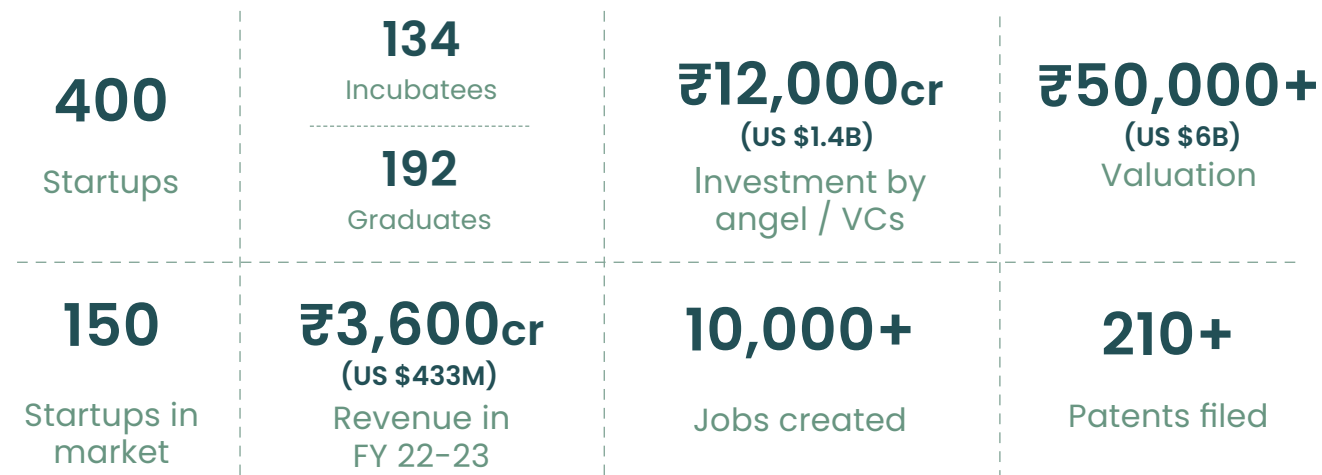 400
Startups
134
Incubatees
192
Graduates
₹12,000cr
(US $1.4B)
Investment by
angel / VCs
₹50,000+
(US $6B)
Valuation
150
Startups in
market
₹3,600cr
(US $433M)
Revenue in
FY 22-23
10,000+
Jobs created
210+
Patents filed